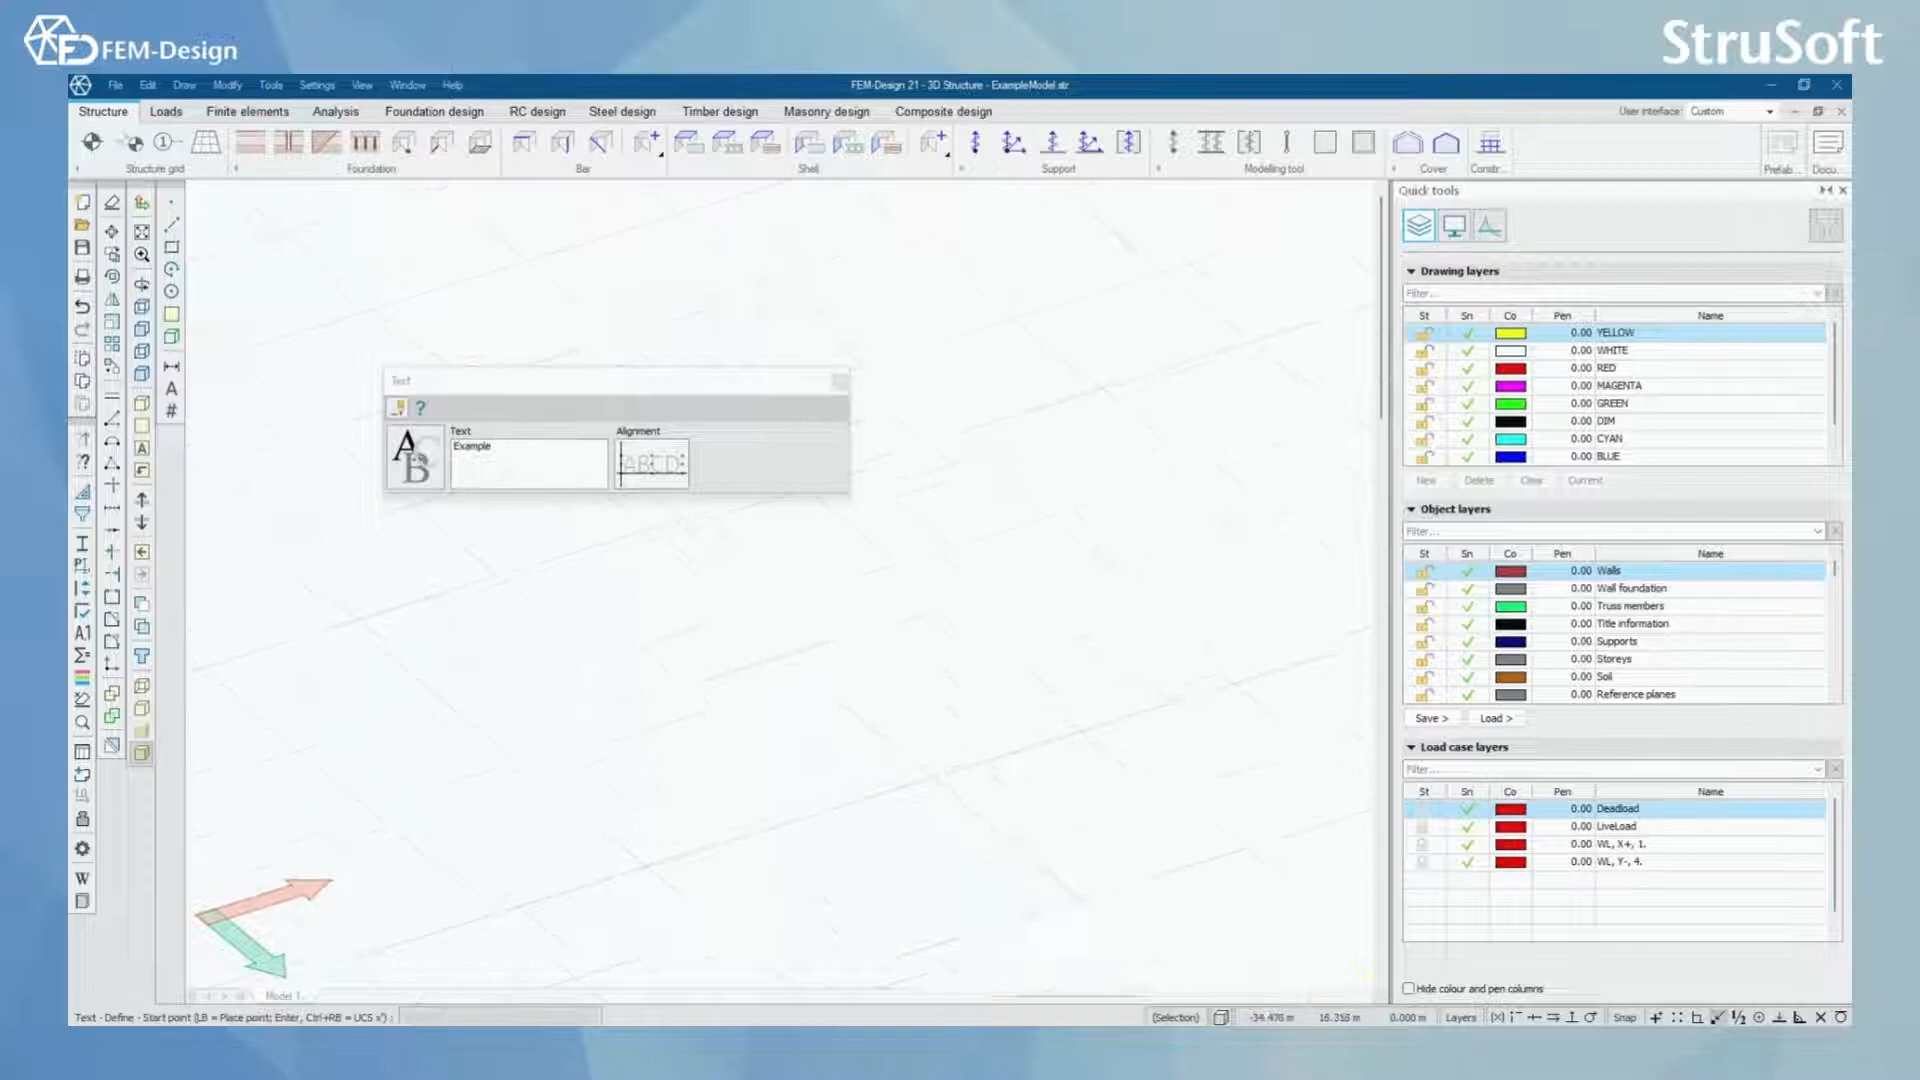 FEM-Design
StruSoft
File Edit Draw Modify Tools Settings View Window Help
FEM-Design 21 - 3D Structure - ExampleModel.str
Structure Loads Finite elements Analysis Foundation design RC design Steel design Timber design Masonry design Composite design
User interface: Custom
Structure grid Foundation Bar Shell Support Modelling tool Cover Constr... Prefab... Docu...
Quick tools
Drawing layers
Filter...
St Sn Co Pen Name
0.00 YELLOW
0.00 WHITE
0.00 RED
0.00 MAGENTA
0.00 GREEN
0.00 DIM
0.00 CYAN
0.00 BLUE
New Delete Clear Current
Object layers
Filter...
St Sn Co Pen Name
0.00 Walls
0.00 Wall foundation
0.00 Truss members
0.00 Title information
0.00 Supports
0.00 Storeys
0.00 Soil
0.00 Reference planes
Save > Load >
Load case layers
Filter...
St Sn Co Pen Name
0.00 Deadload
0.00 LiveLoad
0.00 WL, X+, 1.
0.00 WL, Y-, 4.
Hide colour and pen columns
Text
?
Text Alignment
Example
ABCD
Model 1
Text - Define - Start point (LB = Place point; Enter, Ctrl+RB = UCS s') :
(Selection) -34.476 m 16.315 m 0.000 m Layers Snap